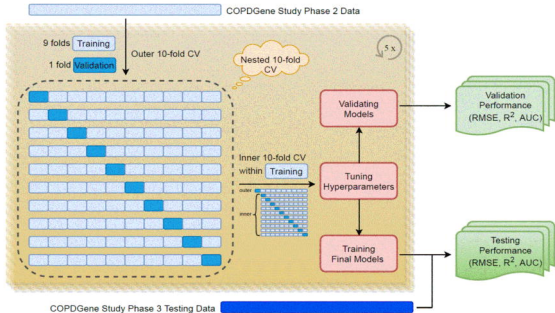 COPDGene Study Phase 2 Data
9 folds Training
1 fold Validation
Outer 10-fold CV
Nested 10-fold
CV
5 x
Inner 10-fold CV
within Training
outer
inner
Validating
Models
Tuning
Hyperparameters
Training
Final Models
Validation
Performance
(RMSE, R², AUC)
Testing
Performance
(RMSE, R², AUC)
COPDGene Study Phase 3 Testing Data